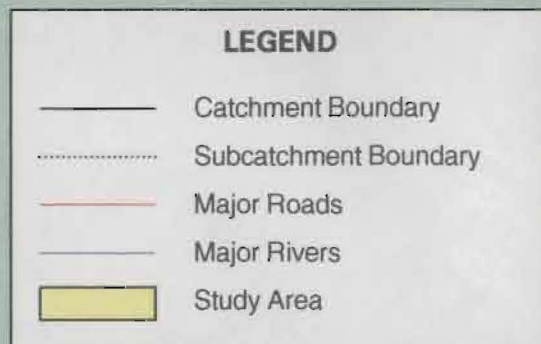 LEGEND
Catchment Boundary
Subcatchment Boundary
Major Roads
Major Rivers
Study Area